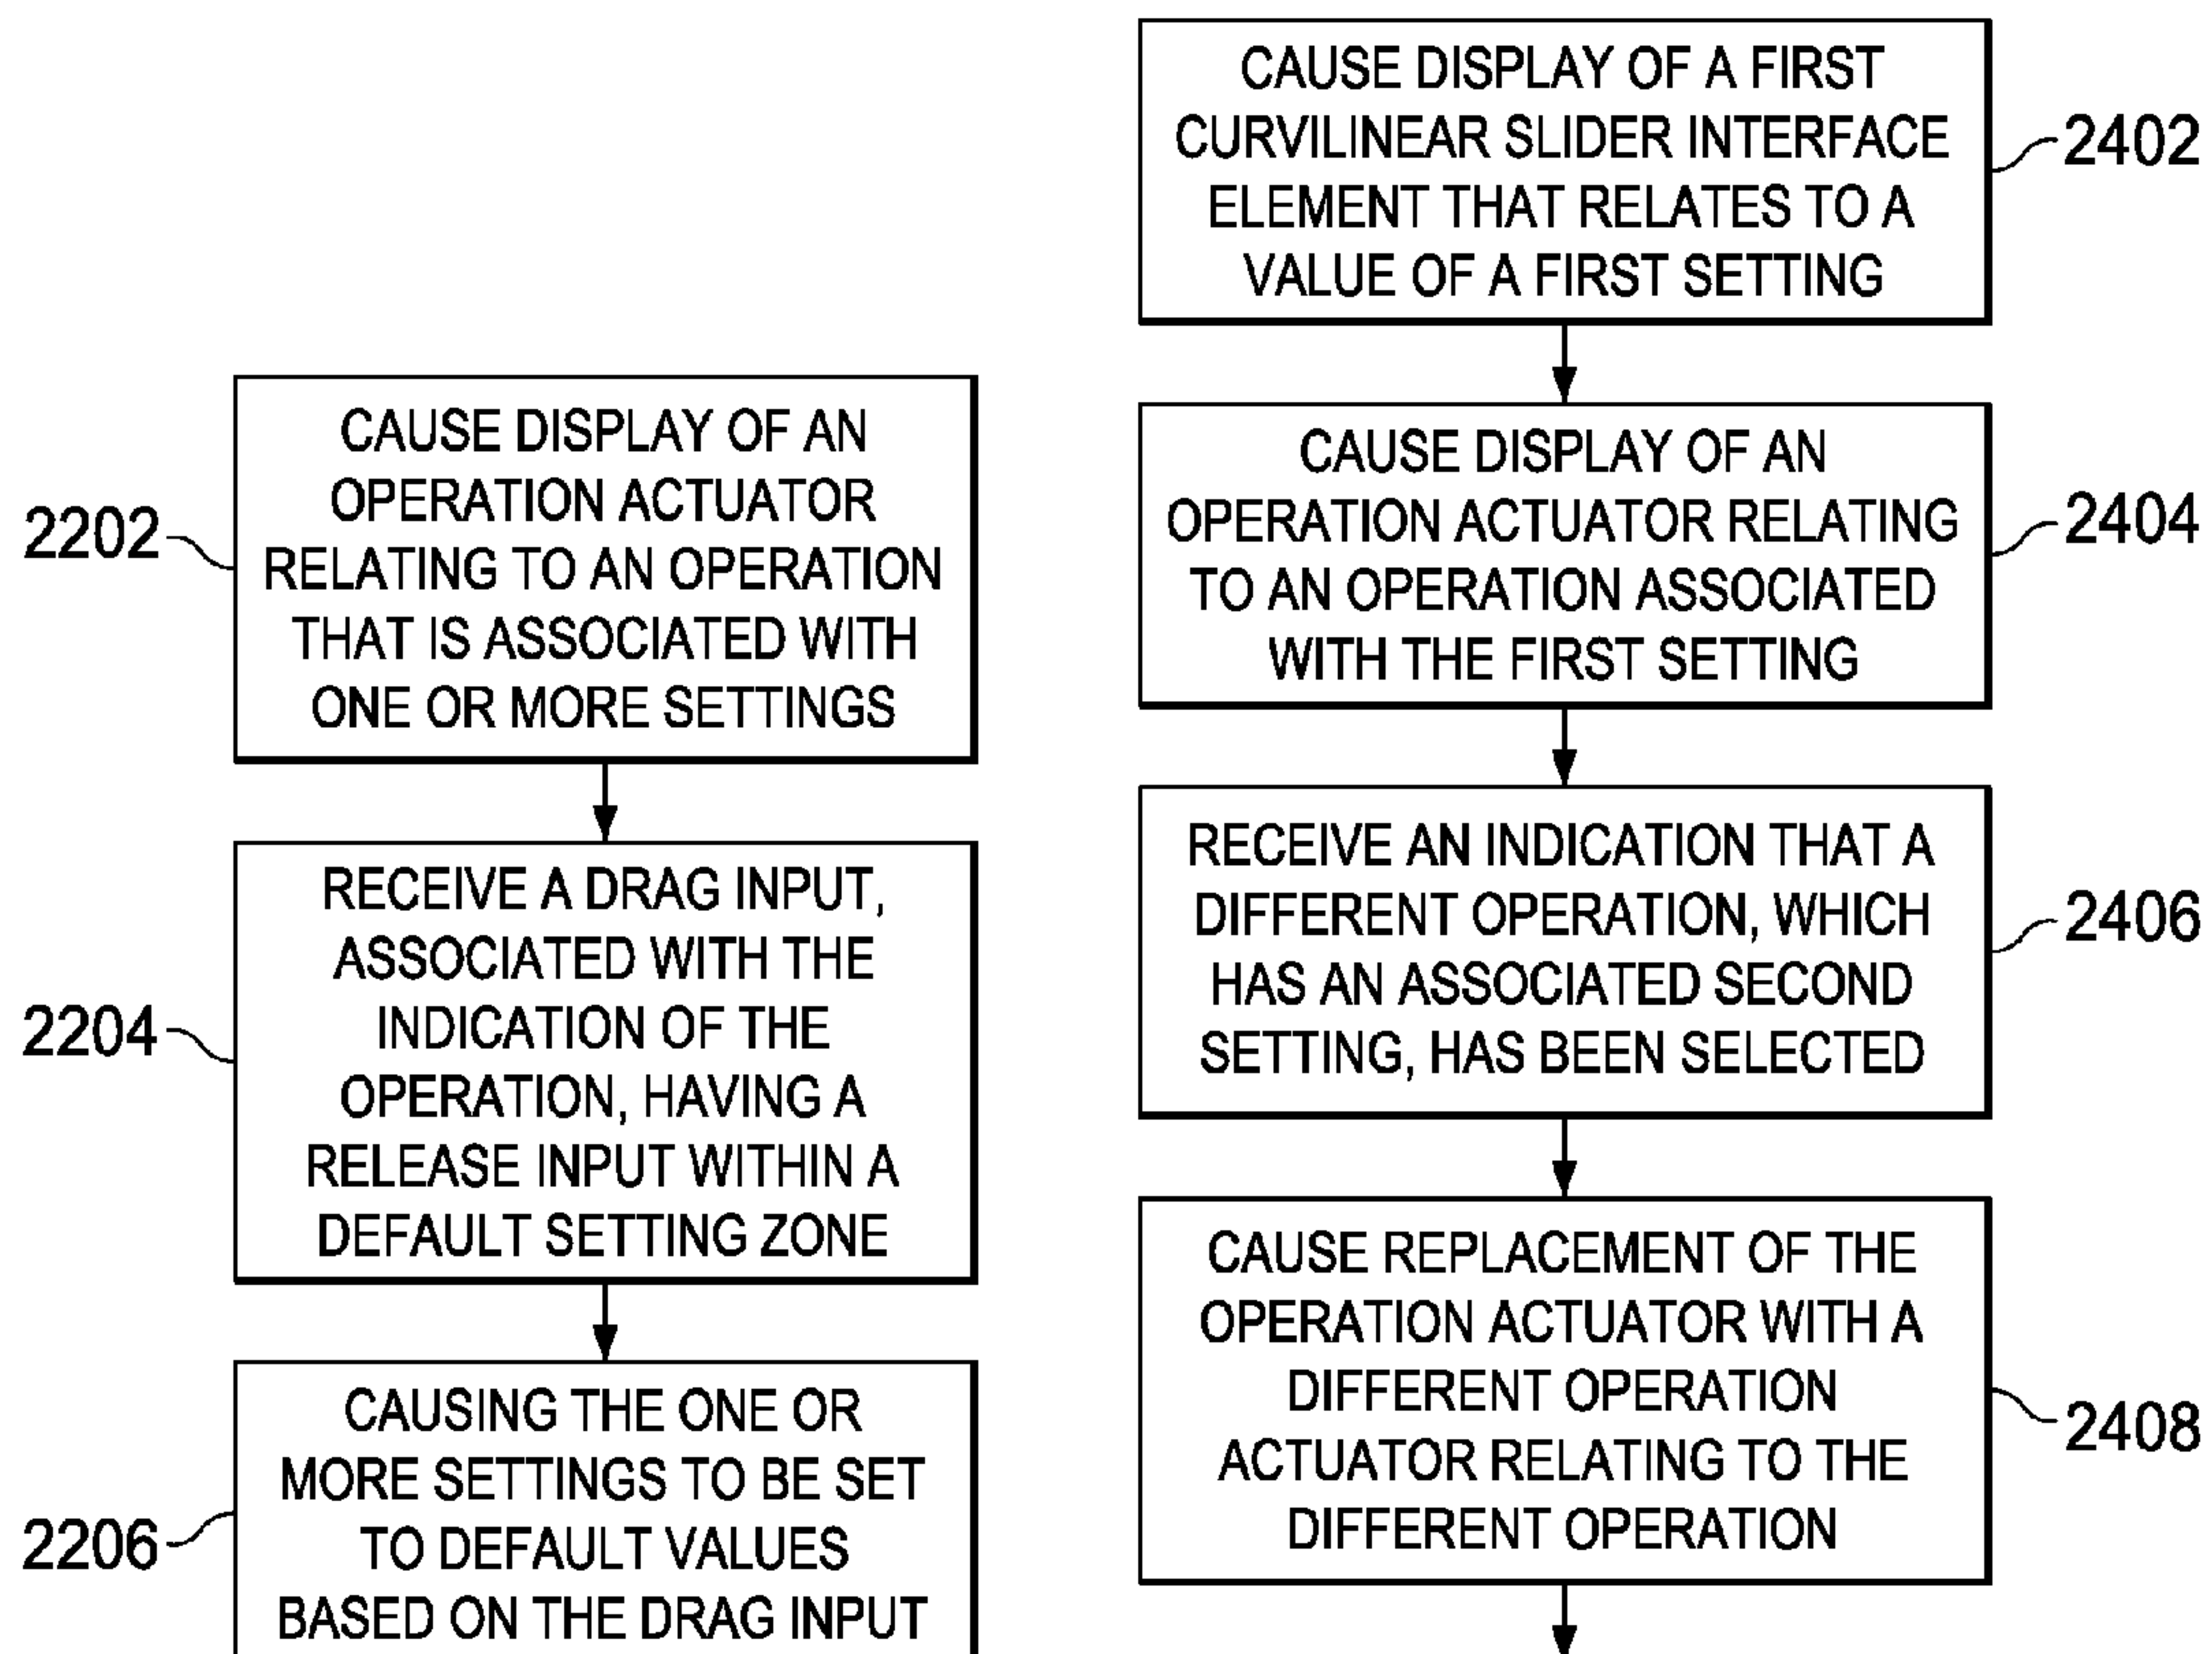 2202
CAUSE DISPLAY OF AN
OPERATION ACTUATOR
RELATING TO AN OPERATION
THAT IS ASSOCIATED WITH
ONE OR MORE SETTINGS
2204
RECEIVE A DRAG INPUT,
ASSOCIATED WITH THE
INDICATION OF THE
OPERATION, HAVING A
RELEASE INPUT WITHIN A
DEFAULT SETTING ZONE
2206
CAUSING THE ONE OR
MORE SETTINGS TO BE SET
TO DEFAULT VALUES
BASED ON THE DRAG INPUT
CAUSE DISPLAY OF A FIRST
CURVILINEAR SLIDER INTERFACE
ELEMENT THAT RELATES TO A
VALUE OF A FIRST SETTING
2402
CAUSE DISPLAY OF AN
OPERATION ACTUATOR RELATING
TO AN OPERATION ASSOCIATED
WITH THE FIRST SETTING
2404
RECEIVE AN INDICATION THAT A
DIFFERENT OPERATION, WHICH
HAS AN ASSOCIATED SECOND
SETTING, HAS BEEN SELECTED
2406
CAUSE REPLACEMENT OF THE
OPERATION ACTUATOR WITH A
DIFFERENT OPERATION
ACTUATOR RELATING TO THE
DIFFERENT OPERATION
2408